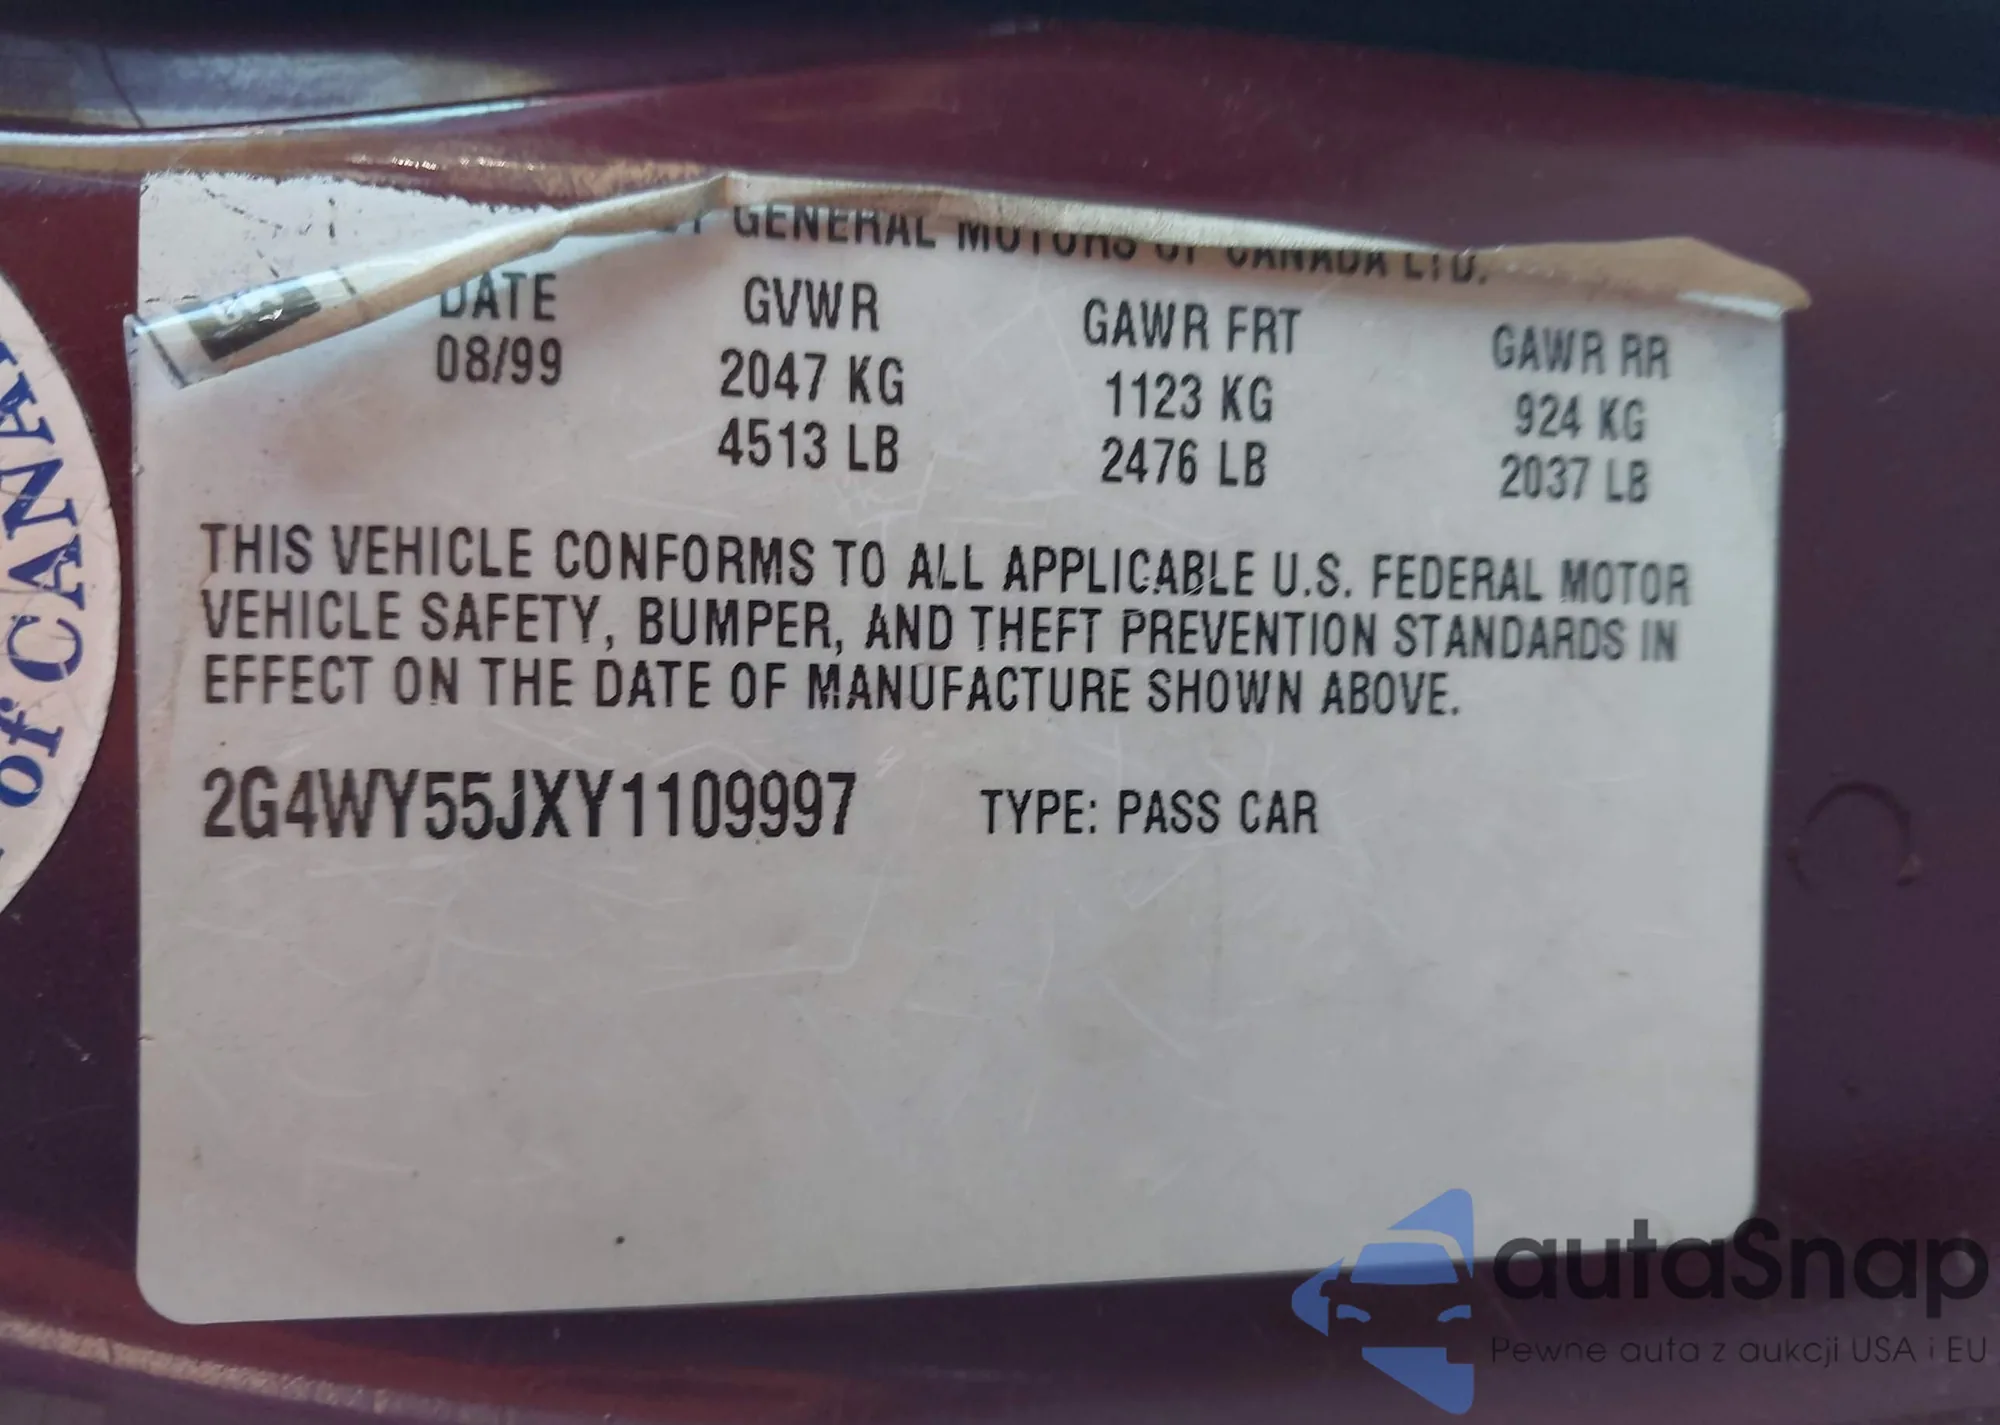 of CANA
BY GENERAL MOTORS OF CANADA LTD.
DATE GVWR GAWR FRT GAWR RR
08/99 2047 KG 1123 KG 924 KG
4513 LB 2476 LB 2037 LB
THIS VEHICLE CONFORMS TO ALL APPLICABLE U.S. FEDERAL MOTOR
VEHICLE SAFETY, BUMPER, AND THEFT PREVENTION STANDARDS IN
EFFECT ON THE DATE OF MANUFACTURE SHOWN ABOVE.
2G4WY55JXY1109997 TYPE: PASS CAR
autaSnap
Pewne auta z aukcji USA i EU